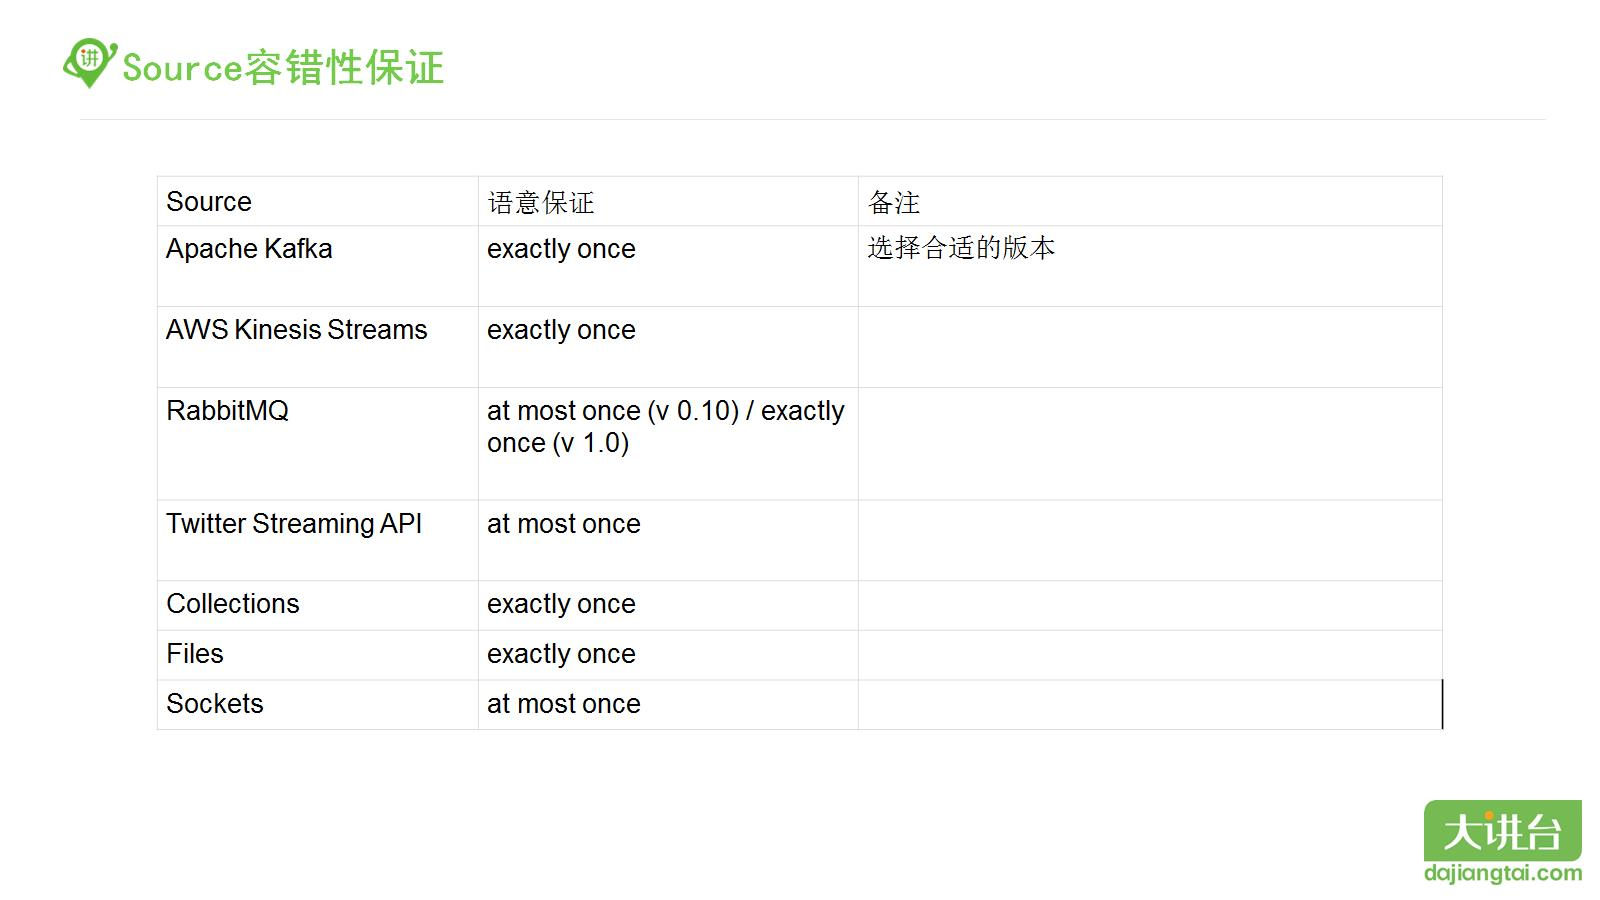 讲
Source容错性保证
Source 语意保证 备注
Apache Kafka exactly once 选择合适的版本
AWS Kinesis Streams exactly once
RabbitMQ at most once (v 0.10) / exactly
once (v 1.0)
Twitter Streaming API at most once
Collections exactly once
Files exactly once
Sockets at most once
大讲台
dajiangtai.com